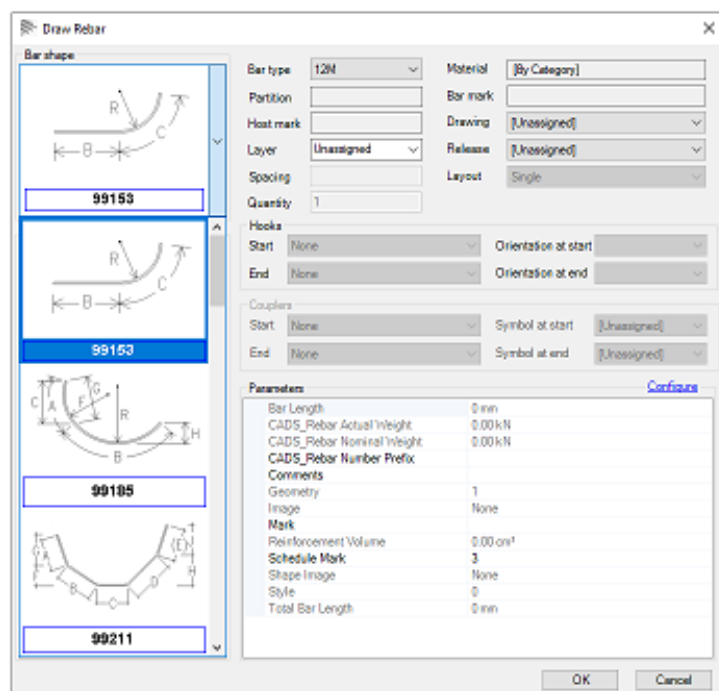 Draw Rebar
Bar shape
R
B
C
99153
R
B
C
99153
C
A
G
F
R
H
B
99185
A
B
C
D
(E)
H
99211
Bar type 12M
Partition
Host mark
Layer Unassigned
Spacing
Quantity 1
Material [By Category]
Bar mark
Drawing [Unassigned]
Release [Unassigned]
Layout Single
Hooks
Start None Orientation at start
End None Orientation at end
Couplers
Start None Symbol at start [Unassigned]
End None Symbol at end [Unassigned]
Parameters Configure
Bar Length 0 mm
CADS_Rebar Actual Weight 0.00 kN
CADS_Rebar Nominal Weight 0.00 kN
CADS_Rebar Number Prefix
Comments
Geometry 1
Image None
Mark
Reinforcement Volume 0.00 cm³
Schedule Mark 3
Shape Image None
Style 0
Total Bar Length 0 mm
OK Cancel